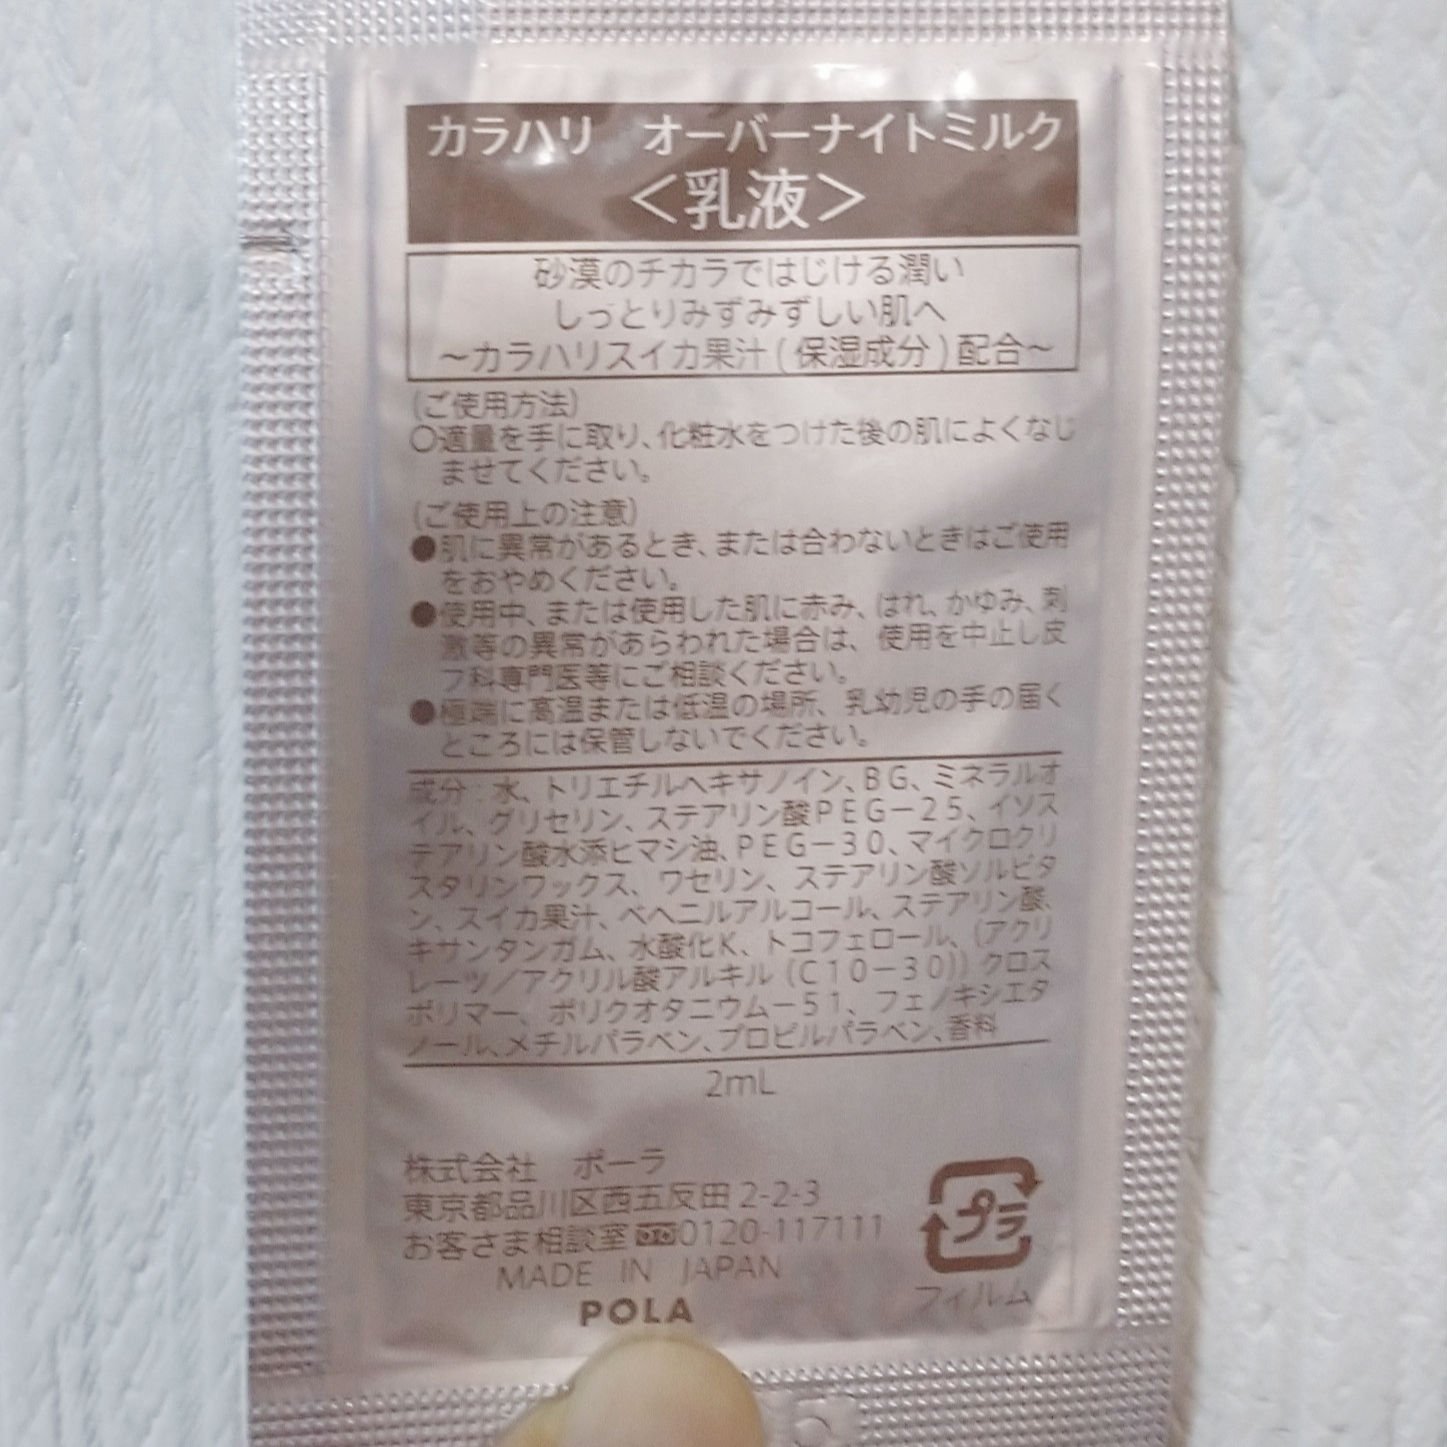 カラハリ　オーバーナイトミルク
＜乳液＞
砂漠のチカラではじける潤い
しっとりみずみずしい肌へ
～カラハリスイカ果汁(保湿成分)配合～
(ご使用方法)
○適量を手に取り、化粧水をつけた後の肌によくなじ
ませてください。
(ご使用上の注意)
●肌に異常があるとき、または合わないときはご使用
をおやめください。
●使用中、または使用した肌に赤み、はれ、かゆみ、刺
激等の異常があらわれた場合は、使用を中止し皮
フ科専門医等にご相談ください。
●極端に高温または低温の場所、乳幼児の手の届く
ところには保管しないでください。
成分：水、トリエチルヘキサノイン、BG、ミネラルオ
イル、グリセリン、ステアリン酸PEG－25、イソス
テアリン酸水添ヒマシ油、PEG－30、マイクロクリ
スタリンワックス、ワセリン、ステアリン酸ソルビタ
ン、スイカ果汁、ベヘニルアルコール、ステアリン酸、
キサンタンガム、水酸化K、トコフェロール、(アクリ
レーツ／アクリル酸アルキル(C10－30))クロス
ポリマー、ポリクオタニウム－51、フェノキシエタ
ノール、メチルパラベン、プロピルパラベン、香料
2mL
株式会社　ポーラ
東京都品川区西五反田2-2-3
お客さま相談室 0120-117111
MADE IN JAPAN
POLA
プラ
フィルム